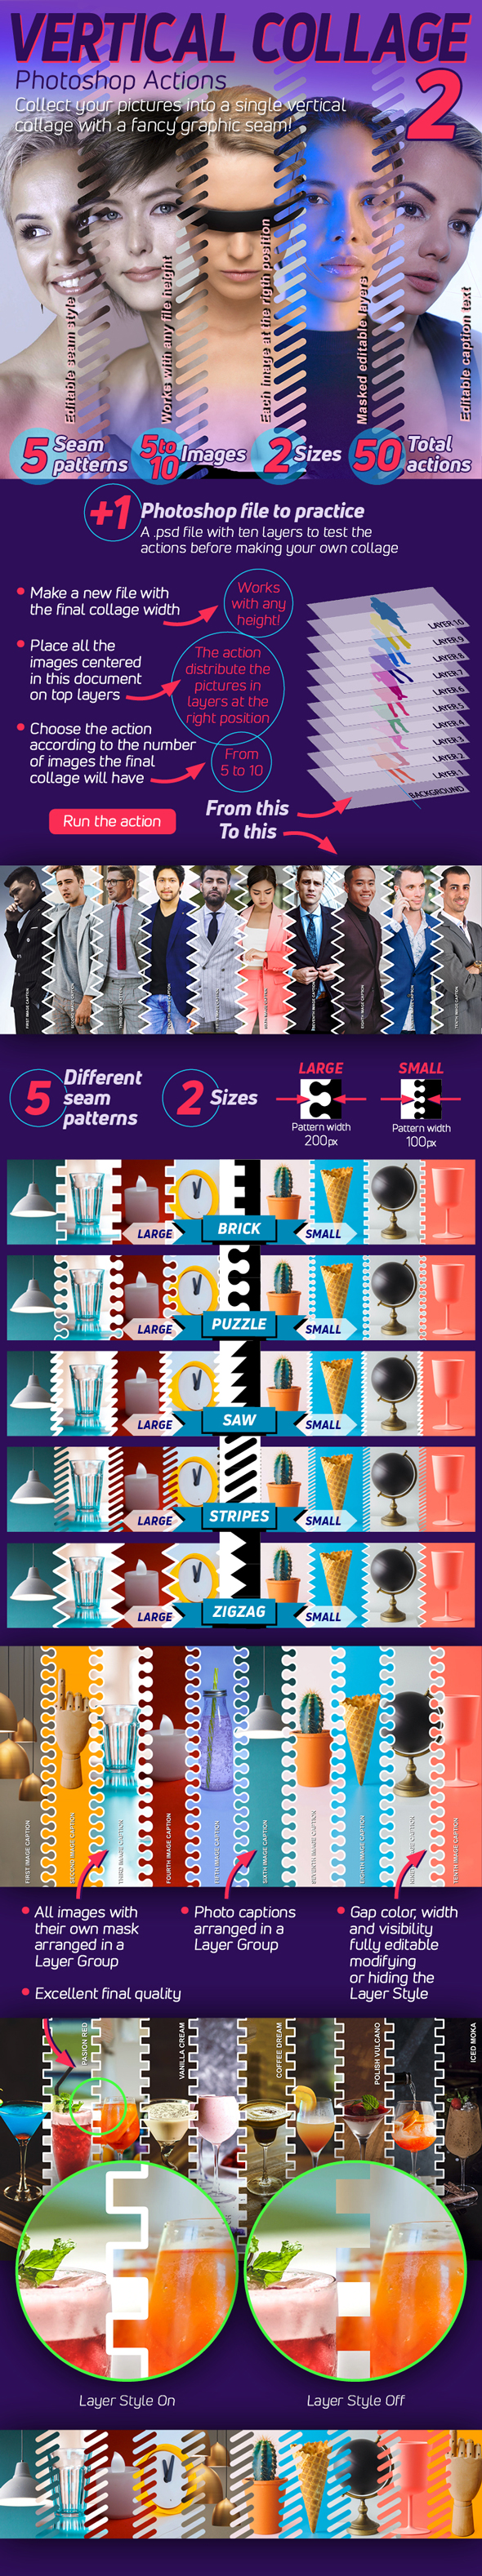 VERTICAL COLLAGE
2
Photoshop Actions
Collect your pictures into a single vertical
collage with a fancy graphic seam!
Editable seam style
Works with any file height
Each image at the rigth position
Masked editable layers
Editable caption text
5 Seam patterns
5 to 10 Images
2 Sizes
50 Total actions
+1 Photoshop file to practice
A .psd file with ten layers to test the
actions before making your own collage
Make a new file with
the final collage width
Works
with any
height!
Place all the
images centered
in this document
on top layers
The action
distribute the
pictures in
layers at the
right position
Choose the action
according to the number
of images the final
collage will have
From
5 to 10
Run the action
LAYER 10
LAYER 9
LAYER 8
LAYER 7
LAYER 6
LAYER 5
LAYER 4
LAYER 3
LAYER 2
LAYER 1
BACKGROUND
From this
To this
FIRST IMAGE CAPTION
5 Different
seam
patterns
2 Sizes
LARGE
Pattern width
200px
SMALL
Pattern width
100px
LARGE
BRICK
SMALL
LARGE
PUZZLE
SMALL
LARGE
SAW
SMALL
LARGE
STRIPES
SMALL
LARGE
ZIGZAG
SMALL
FIRST IMAGE CAPTION
SECOND IMAGE CAPTION
THIRD IMAGE CAPTION
FOURTH IMAGE CAPTION
FIFTH IMAGE CAPTION
SIXTH IMAGE CAPTION
SEVENTH IMAGE CAPTION
EIGHTH IMAGE CAPTION
TENTH IMAGE CAPTION
All images with
their own mask
arranged in a
Layer Group
Excellent final quality
Photo captions
arranged in a
Layer Group
Gap color, width
and visibility
fully editable
modifying
or hiding the
Layer Style
PASION RED
VANILLA CREAM
COFFEE DREAM
POLISH VULCANO
ICED MOKA
Layer Style On
Layer Style Off